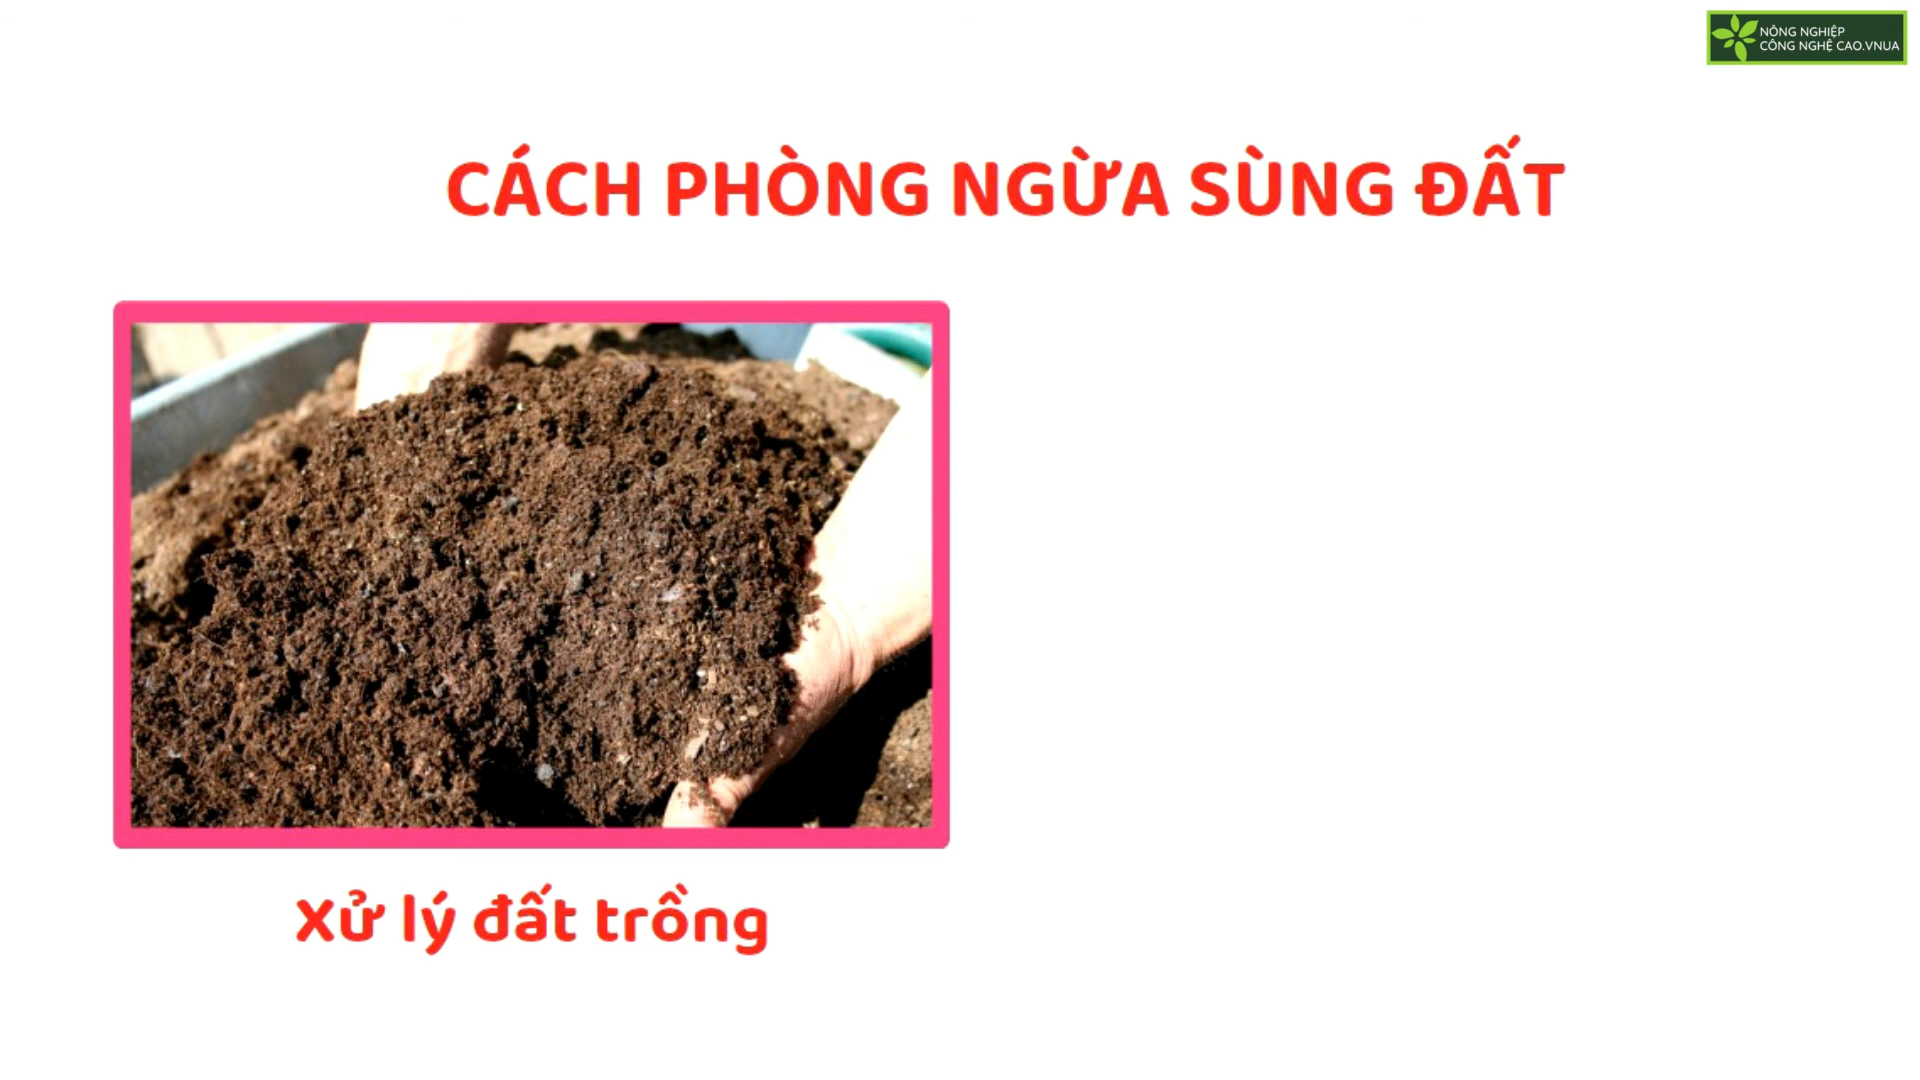 NÔNG NGHIỆP
CÔNG NGHỆ CAO.VNUA
CÁCH PHÒNG NGỪA SÙNG ĐẤT
Xử lý đất trồng